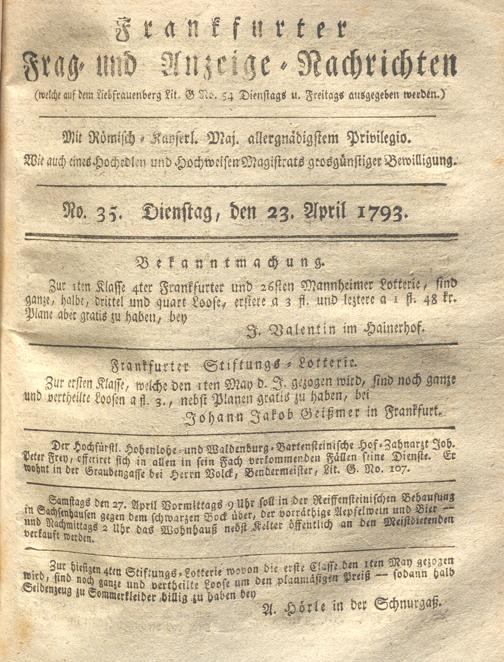 Frankfurter
Frag- und Anzeige-Nachrichten
(welche auf dem Liebfrauenberg Lit. G No. 54 Dienstags u. Freitags ausgegeben werden.)
Mit Römisch-Kayserl. Maj. allergnädigstem Privilegio.
Wie auch eines Hochedlen und Hochweisen Magistrats grosgünstiger Bewilligung.
No. 35. Dienstag, den 23. April 1793.
Bekanntmachung.
Zur 1ten Klasse 4ter Frankfurter und 26sten Mannheimer Lotterie, sind
ganze, halbe, drittel und quart Loose, erstere a 3 fl. und leztere a 1 fl. 48 kr.
Plane aber gratis zu haben, bey
J. Valentin im Hainerhof.
Frankfurter Stiftungs-Lotterie.
Zur ersten Klasse, welche den 1ten May d. J. gezogen wird, sind noch ganze
und vertheilte Loosen a fl. 3., nebst Planen gratis zu haben, bei
Johann Jakob Geißmer in Frankfurt.
Der Hochfürstl. Hohenlohe- und Waldenburg-Bartensteinische Hof-Zahnarzt Joh.
Peter Frey, offeriret sich in allen in sein Fach verkommenden Fällen seine Dienste. Er
wohnt in der Graudengasse bei Herrn Volck, Bendermeister, Lit. G. No. 107.
Samstags den 27. April Vormittags 9 Uhr soll in der Reiffensteinischen Behausung
in Sachsenhausen gegen dem schwarzen Bock über, der vorräthige Aepfelwein und Bier —
und Nachmittags 2 Uhr das Wohnhauß nebst Kelter öffentlich an den Meistbietenden
verkauft werden.
Zur hiesigen 4ten Stiftungs-Lotterie wovon die erste Classe den 1ten May gezogen
wird, sind noch ganze und vertheilte Loose um den planmäsigen Preiß — sodann halb
Seidenzeug zu Sommerkleider billig zu haben bey
A. Hörle in der Schnurgaß.